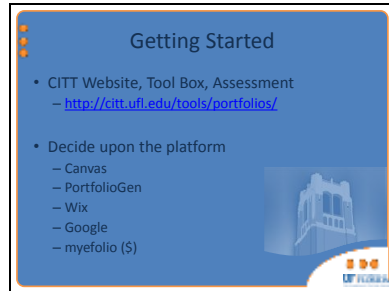 Getting Started
• CITT Website, Tool Box, Assessment
– http://citt.ufl.edu/tools/portfolios/
• Decide upon the platform
– Canvas
– PortfolioGen
– Wix
– Google
– myefolio ($)
UF